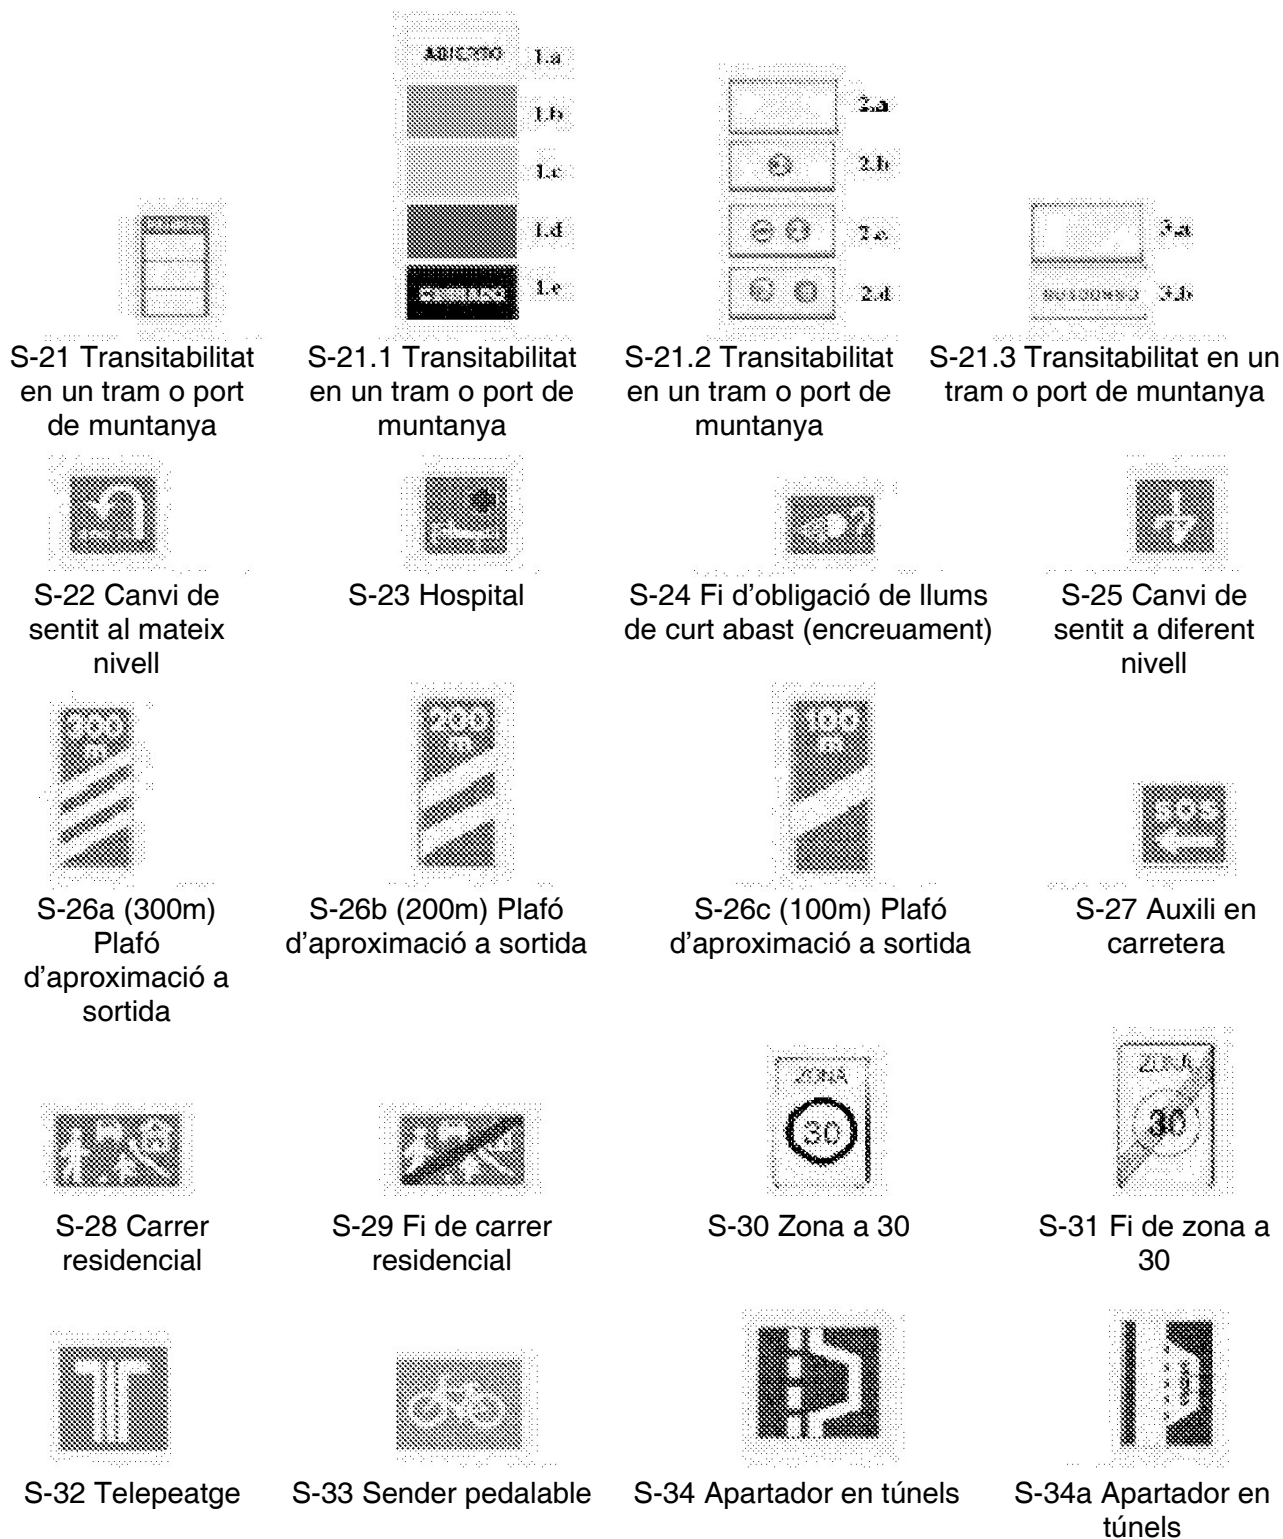 ABIERTO 1.a
1.b
1.c
1.d
CERRADO 1.e
2.a
2.b
2.c
2.d
3.a
3.b
S-21 Transitabilitat
en un tram o port
de muntanya
S-21.1 Transitabilitat
en un tram o port de
muntanya
S-21.2 Transitabilitat
en un tram o port de
muntanya
S-21.3 Transitabilitat en un
tram o port de muntanya
S-22 Canvi de
sentit al mateix
nivell
S-23 Hospital
?
S-24 Fi d’obligació de llums
de curt abast (encreuament)
S-25 Canvi de
sentit a diferent
nivell
300
m
S-26a (300m)
Plafó
d’aproximació a
sortida
200
m
S-26b (200m) Plafó
d’aproximació a sortida
100
m
S-26c (100m) Plafó
d’aproximació a sortida
SOS
S-27 Auxili en
carretera
S-28 Carrer
residencial
S-29 Fi de carrer
residencial
ZONA
30
S-30 Zona a 30
ZONA
30
S-31 Fi de zona a
30
S-32 Telepeatge
S-33 Sender pedalable
S-34 Apartador en túnels
S-34a Apartador en
túnels